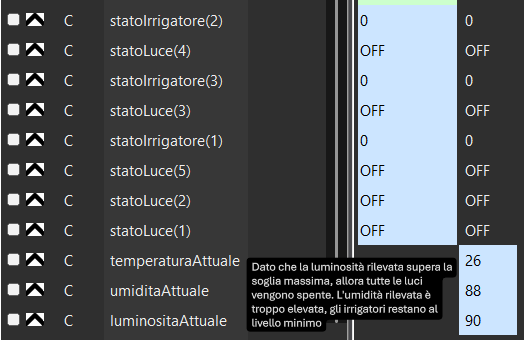 C statoIrrigatore(2) 0 0
C statoLuce(4) OFF OFF
C statoIrrigatore(3) 0 0
C statoLuce(3) OFF OFF
C statoIrrigatore(1) 0 0
C statoLuce(5) OFF OFF
C statoLuce(2) OFF OFF
C statoLuce(1) OFF OFF
C temperaturaAttuale 26
C umiditaAttuale 88
C luminositaAttuale 90
Dato che la luminosità rilevata supera la
soglia massima, allora tutte le luci
vengono spente. L'umidità rilevata è
troppo elevata, gli irrigatori restano al
livello minimo